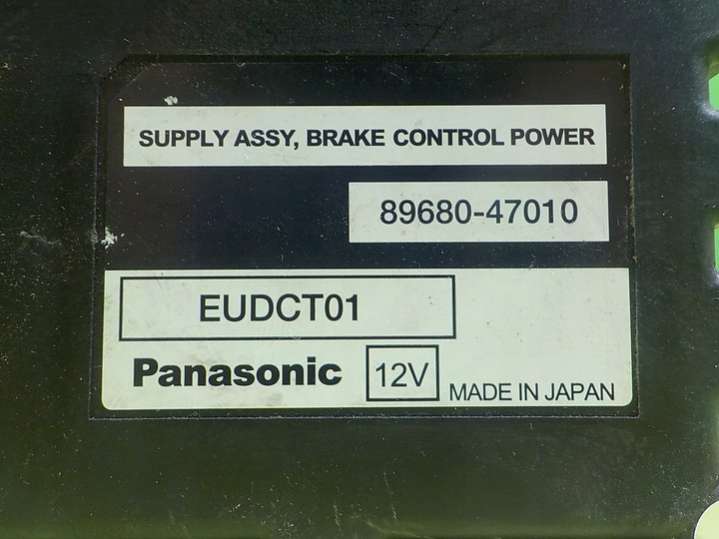 SUPPLY ASSY, BRAKE CONTROL POWER
89680-47010
EUDCT01
Panasonic 12V MADE IN JAPAN